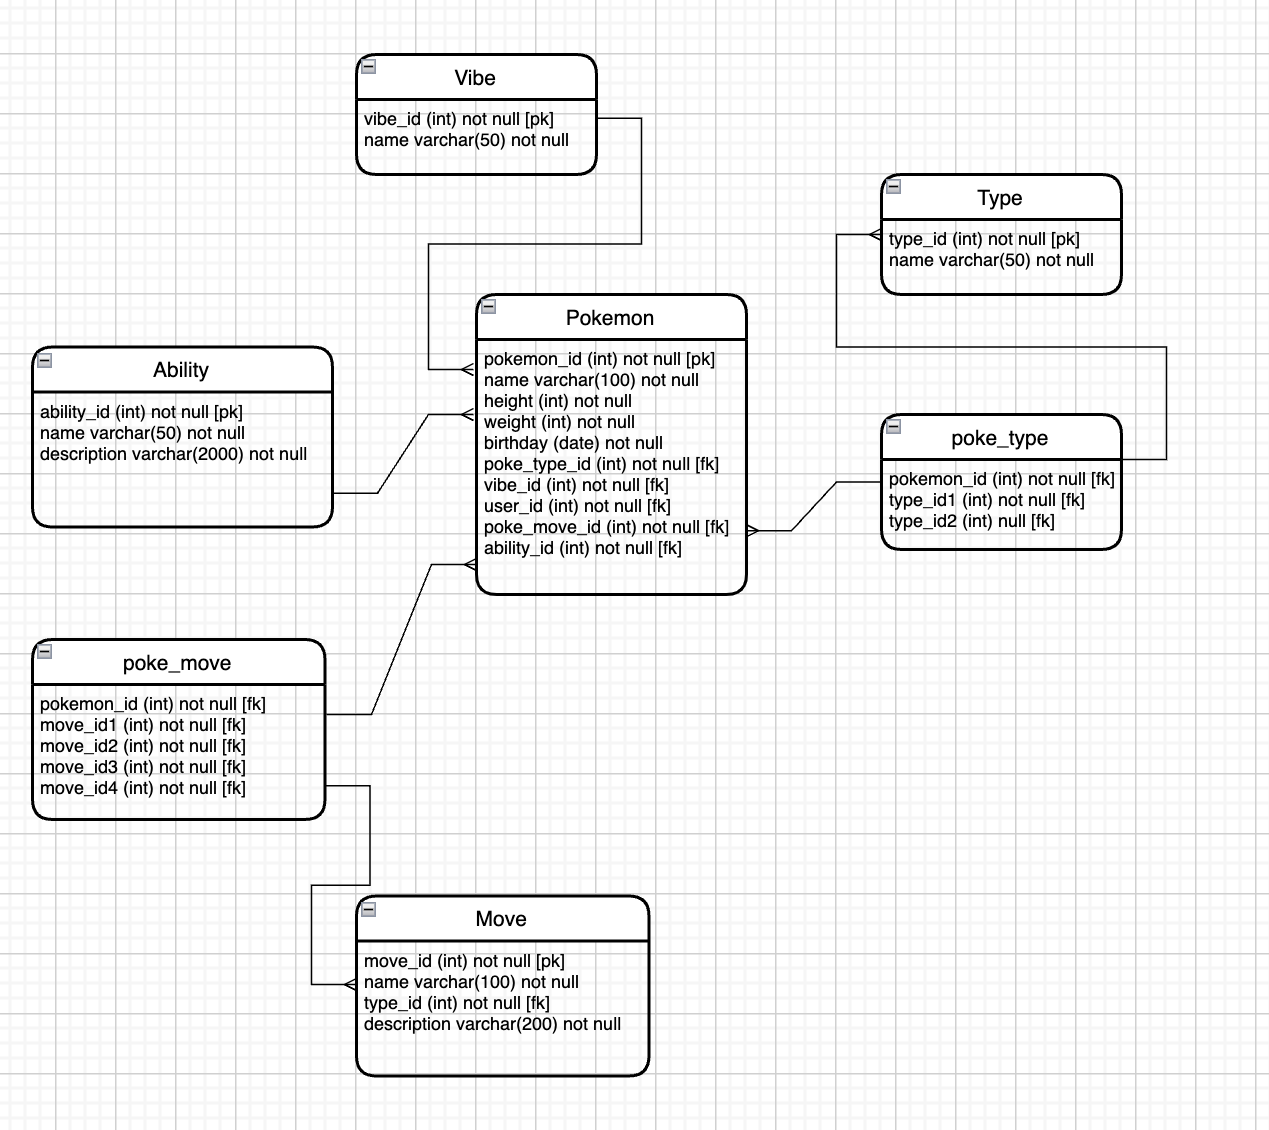 Vibe
vibe_id (int) not null [pk]
name varchar(50) not null
Type
type_id (int) not null [pk]
name varchar(50) not null
Pokemon
pokemon_id (int) not null [pk]
name varchar(100) not null
height (int) not null
weight (int) not null
birthday (date) not null
poke_type_id (int) not null [fk]
vibe_id (int) not null [fk]
user_id (int) not null [fk]
poke_move_id (int) not null [fk]
ability_id (int) not null [fk]
Ability
ability_id (int) not null [pk]
name varchar(50) not null
description varchar(2000) not null
poke_type
pokemon_id (int) not null [fk]
type_id1 (int) not null [fk]
type_id2 (int) null [fk]
poke_move
pokemon_id (int) not null [fk]
move_id1 (int) not null [fk]
move_id2 (int) not null [fk]
move_id3 (int) not null [fk]
move_id4 (int) not null [fk]
Move
move_id (int) not null [pk]
name varchar(100) not null
type_id (int) not null [fk]
description varchar(200) not null